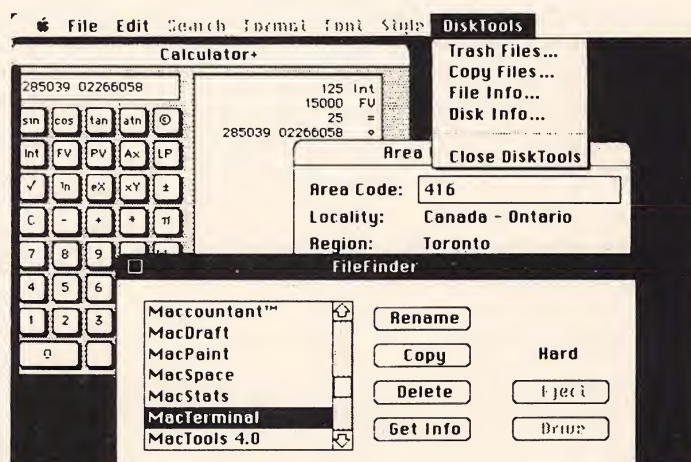 File Edit Search Format Font Style DiskTools
Trash Files...
Copy Files...
File Info...
Disk Info...
Close DiskTools
Calculator+
285039 02266058
125 Int
15000 FV
25 =
285039 02266058 ⋄
sin cos tan atn ©
Int FV PV Ax LP
√ ln eX xY ±
C - + * π
7 8 9
4 5 6
1 2 3
0
Area
Area Code: 416
Locality: Canada - Ontario
Region: Toronto
FileFinder
Maccountant™
MacDraft
MacPaint
MacSpace
MacStats
MacTerminal
MacTools 4.0
Rename
Copy
Delete
Get Info
Hard
Eject
Drive